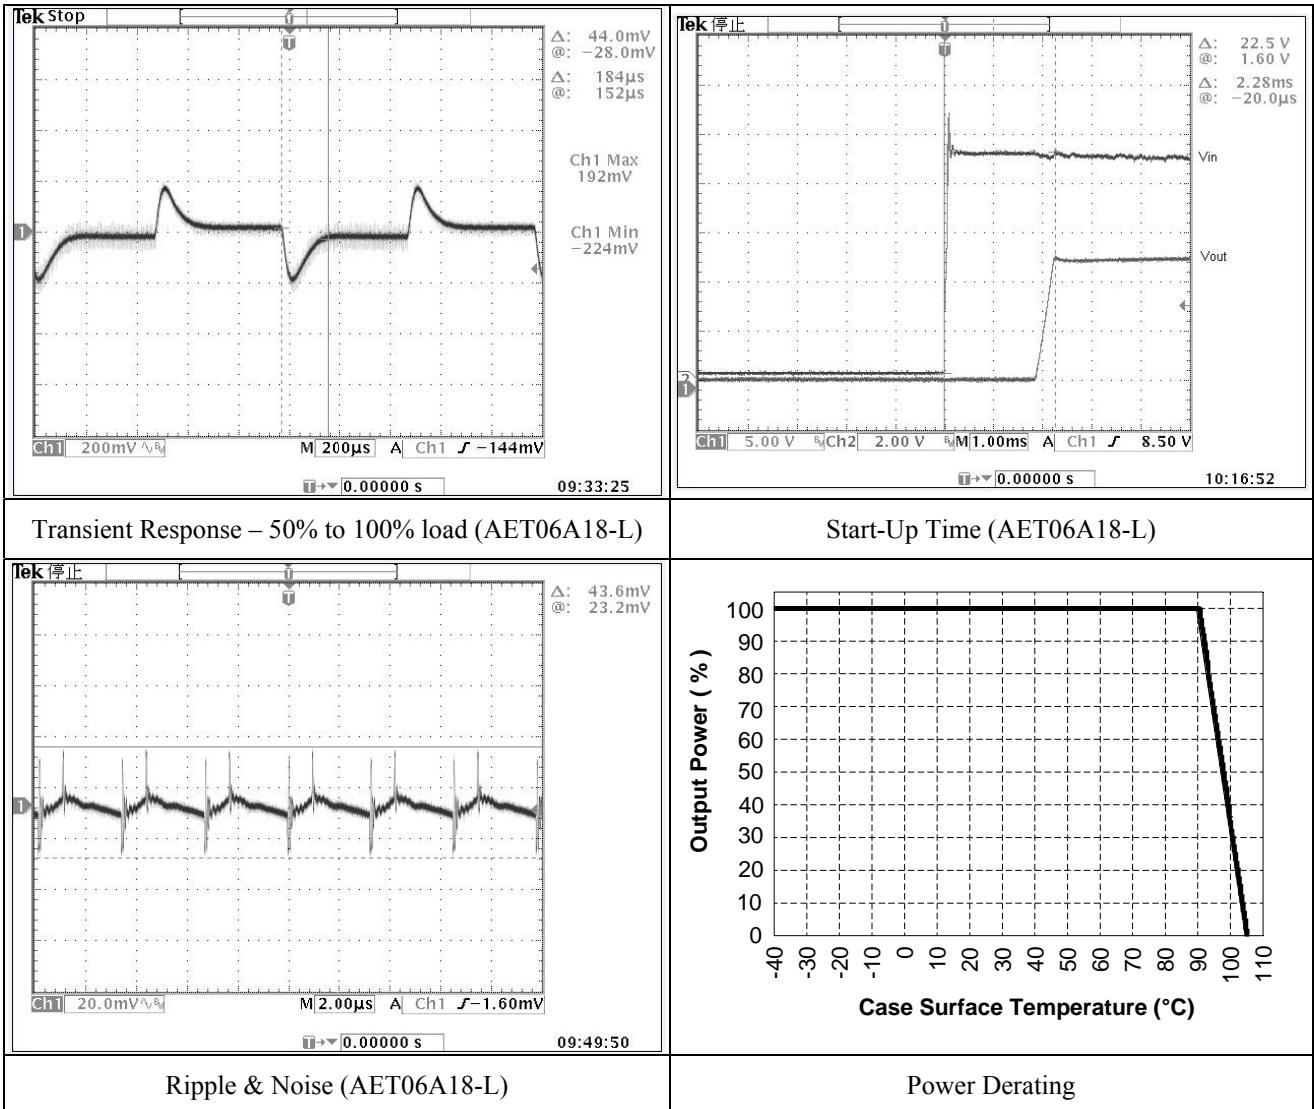 Tek Stop
T
T
Δ: 44.0mV
@: −28.0mV
Δ: 184µs
@: 152µs
Ch1 Max
192mV
Ch1 Min
−224mV
1
Ch1 200mV M 200µs A Ch1 −144mV
T 0.00000 s
09:33:25
Tek 停止
T
T
Δ: 22.5 V
@: 1.60 V
Δ: 2.28ms
@: −20.0µs
Vin
Vout
2
1
Ch1 5.00 V Ch2 2.00 V M 1.00ms A Ch1 8.50 V
T 0.00000 s
10:16:52
Transient Response – 50% to 100% load (AET06A18-L)
Start-Up Time (AET06A18-L)
Tek 停止
T
T
Δ: 43.6mV
@: 23.2mV
1
Ch1 20.0mV M 2.00µs A Ch1 −1.60mV
T 0.00000 s
09:49:50
Output Power ( % )
100
90
80
70
60
50
40
30
20
10
0
-40 -30 -20 -10 0 10 20 30 40 50 60 70 80 90 100 110
Case Surface Temperature (°C)
Ripple & Noise (AET06A18-L)
Power Derating